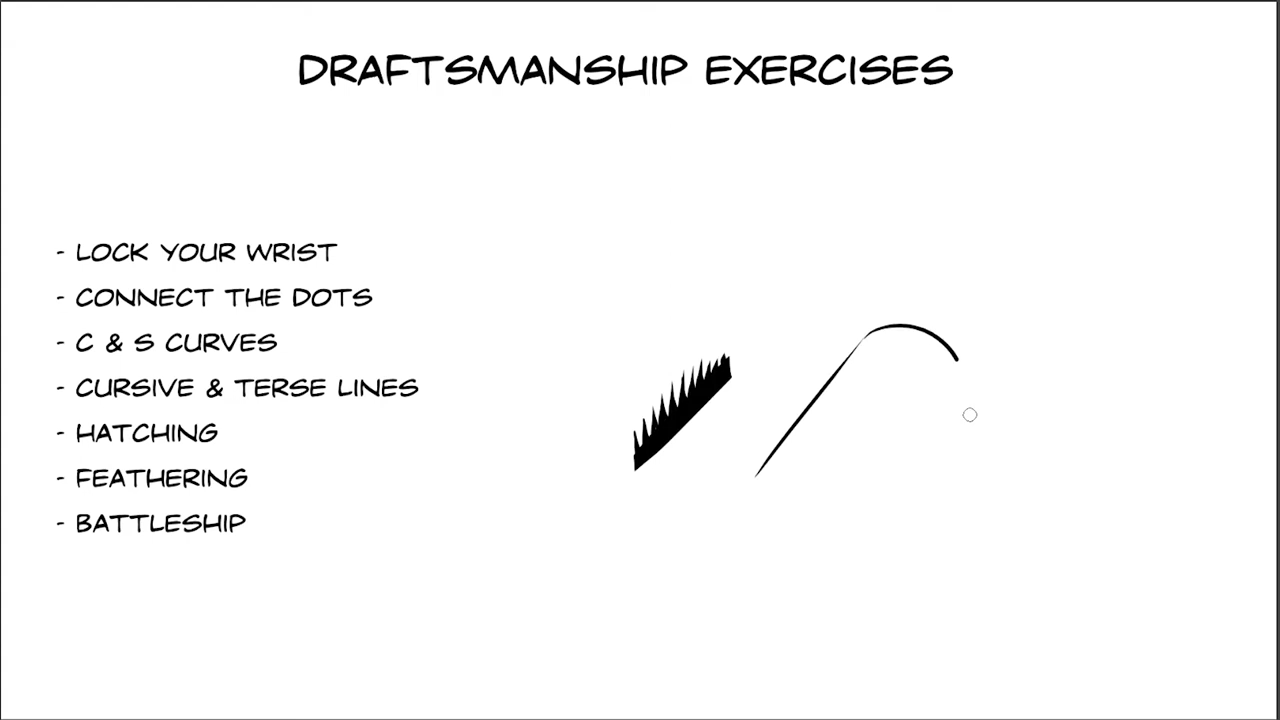 DRAFTSMANSHIP EXERCISES
- LOCK YOUR WRIST
- CONNECT THE DOTS
- C & S CURVES
- CURSIVE & TERSE LINES
- HATCHING
- FEATHERING
- BATTLESHIP